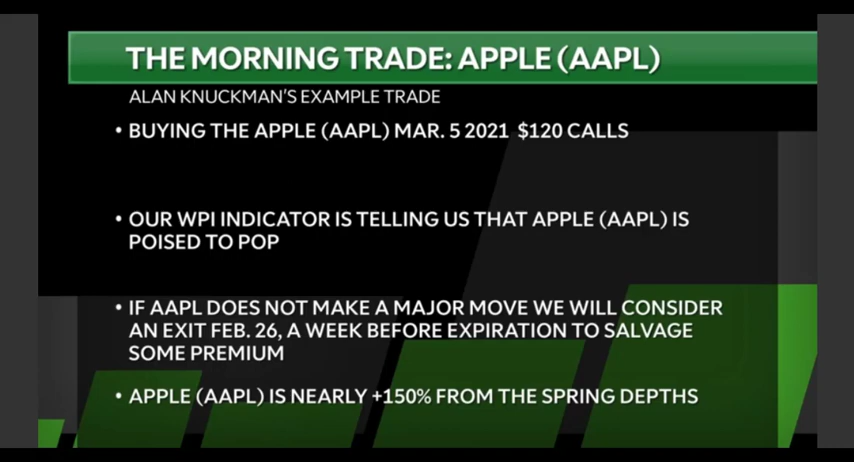 THE MORNING TRADE: APPLE (AAPL)
ALAN KNUCKMAN'S EXAMPLE TRADE
• BUYING THE APPLE (AAPL) MAR. 5 2021 $120 CALLS
• OUR WPI INDICATOR IS TELLING US THAT APPLE (AAPL) IS
POISED TO POP
• IF AAPL DOES NOT MAKE A MAJOR MOVE WE WILL CONSIDER
AN EXIT FEB. 26, A WEEK BEFORE EXPIRATION TO SALVAGE
SOME PREMIUM
• APPLE (AAPL) IS NEARLY +150% FROM THE SPRING DEPTHS